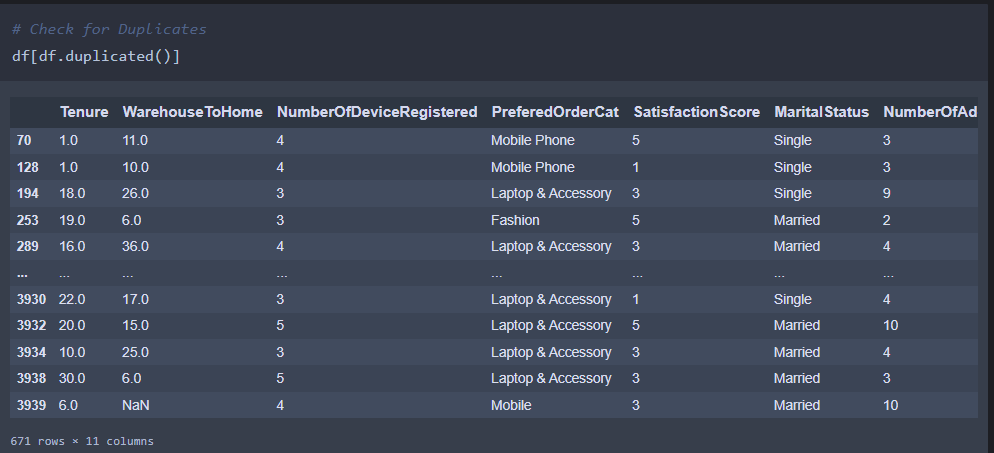 # Check for Duplicates
df[df.duplicated()]
Tenure WarehouseToHome NumberOfDeviceRegistered PreferedOrderCat SatisfactionScore MaritalStatus NumberOfAd
70 1.0 11.0 4 Mobile Phone 5 Single 3
128 1.0 10.0 4 Mobile Phone 1 Single 3
194 18.0 26.0 3 Laptop & Accessory 3 Single 9
253 19.0 6.0 3 Fashion 5 Married 2
289 16.0 36.0 4 Laptop & Accessory 3 Married 4
... ... ... ... ... ... ... ...
3930 22.0 17.0 3 Laptop & Accessory 1 Single 4
3932 20.0 15.0 5 Laptop & Accessory 5 Married 10
3934 10.0 25.0 3 Laptop & Accessory 3 Married 4
3938 30.0 6.0 5 Laptop & Accessory 3 Married 3
3939 6.0 NaN 4 Mobile 3 Married 10
671 rows × 11 columns